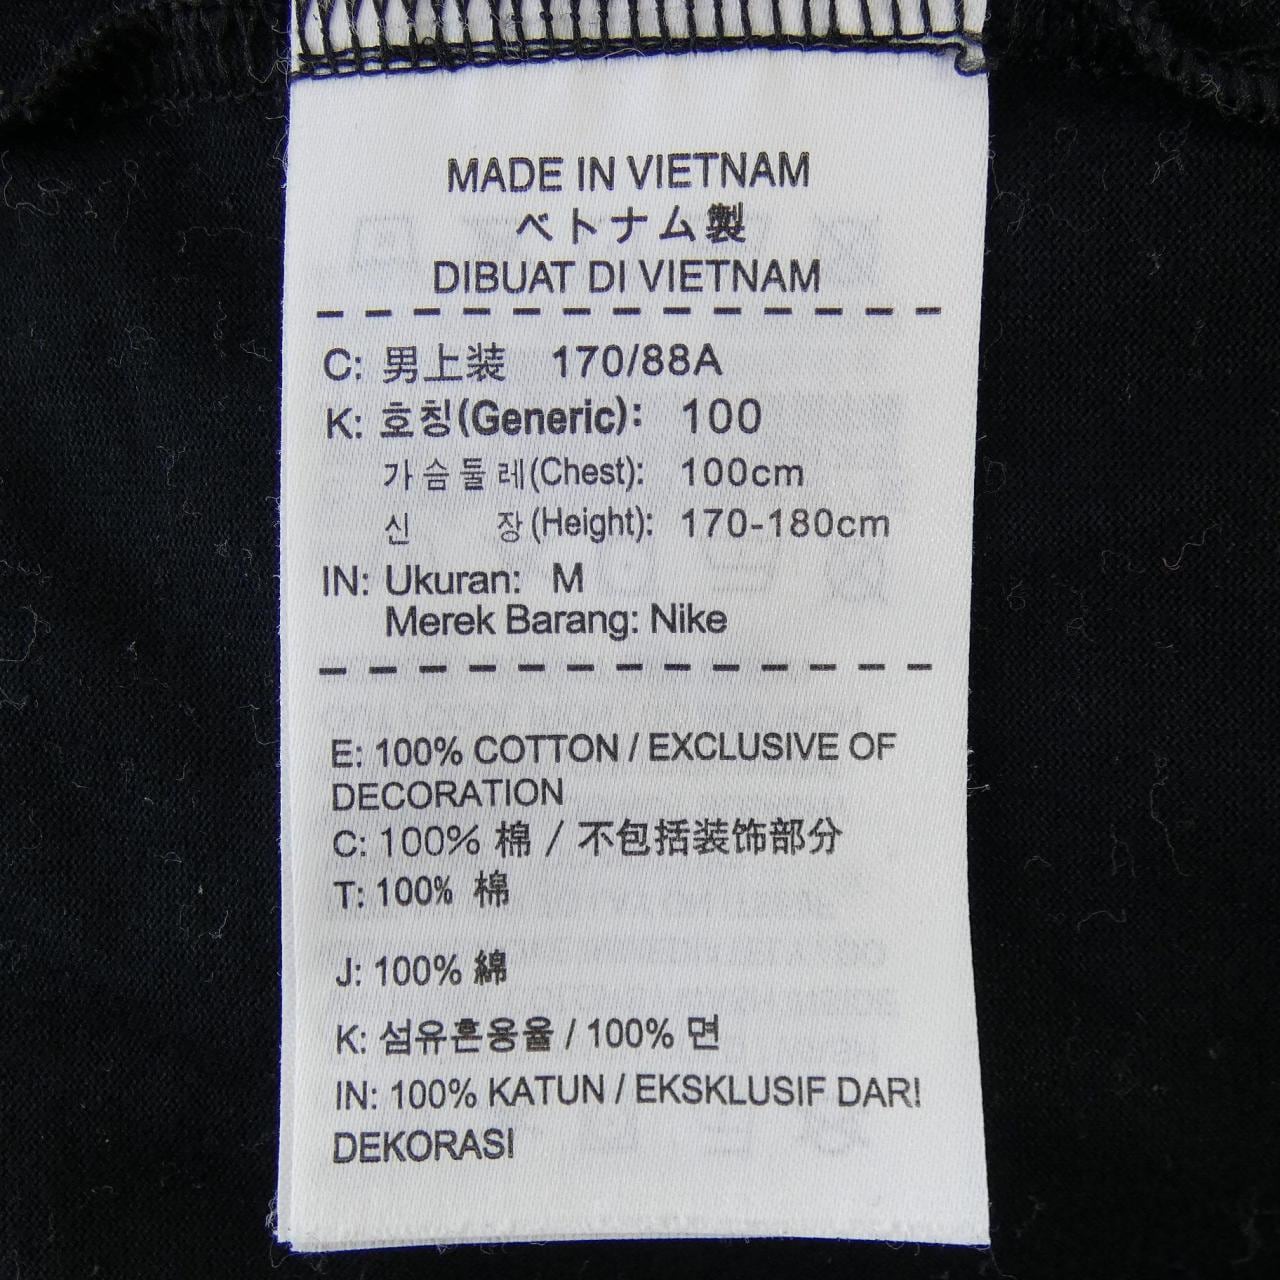 MADE IN VIETNAM
ベトナム製
DIBUAT DI VIETNAM
C: 男上装 170/88A
K: 호칭(Generic): 100
가슴둘레(Chest): 100cm
신 장(Height): 170-180cm
IN: Ukuran: M
Merek Barang: Nike
E: 100% COTTON / EXCLUSIVE OF
DECORATION
C: 100% 棉 / 不包括装饰部分
T: 100% 棉
J: 100% 綿
K: 섬유혼용율 / 100% 면
IN: 100% KATUN / EKSKLUSIF DARI
DEKORASI